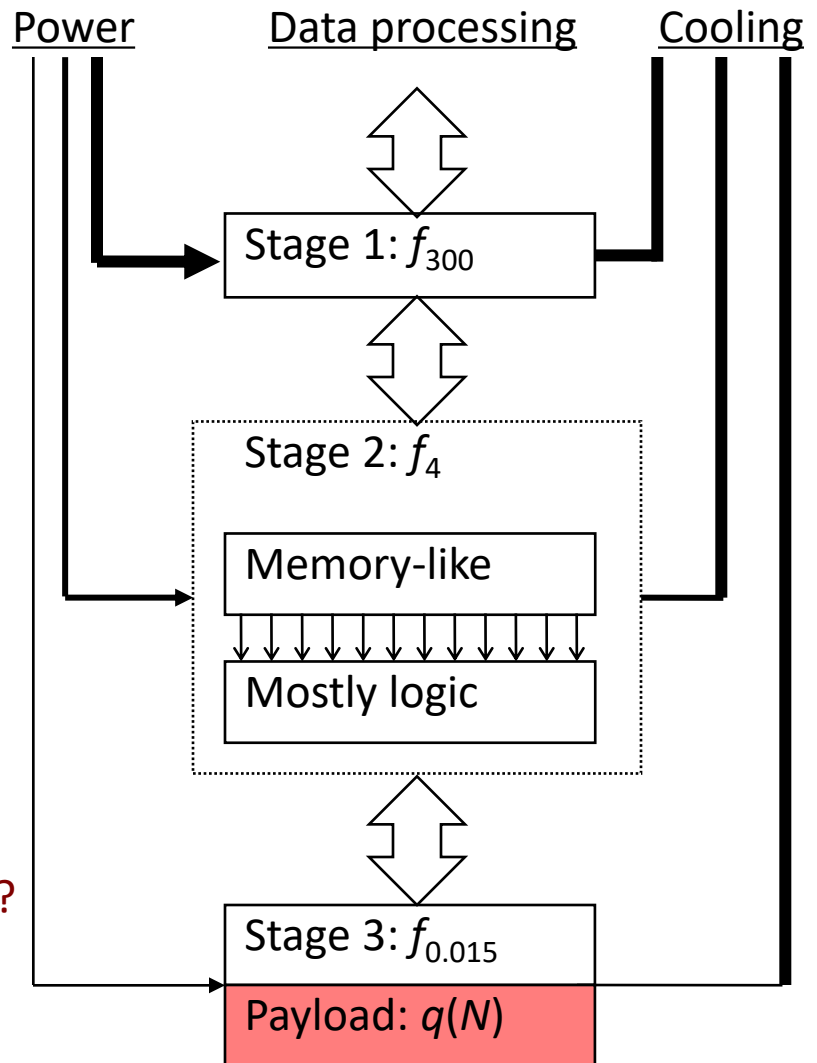 Power Data processing Cooling
Stage 1: f₃₀₀
Stage 2: f₄
Memory-like
Mostly logic
?
Stage 3: f₀.₀₁₅
Payload: q(N)